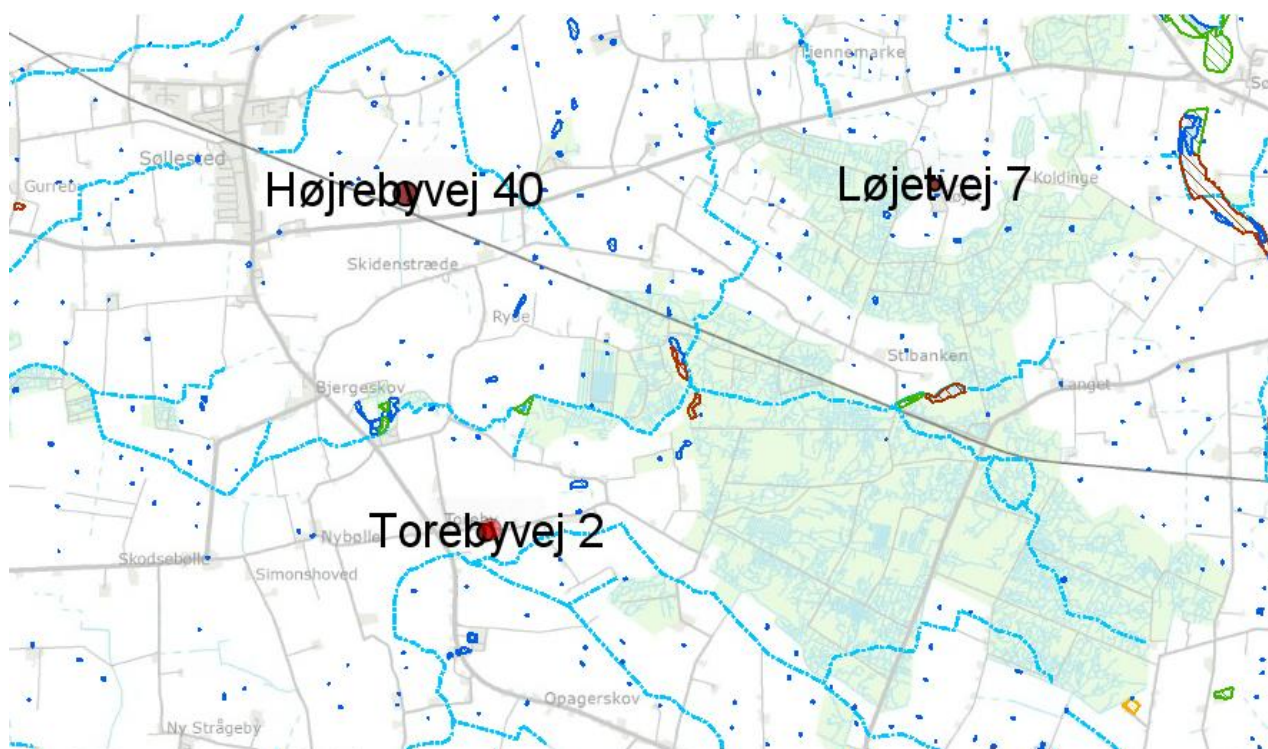 Hennemarke
Sø
Søllested
Højrebyvej 40
Løjetvej 7
Koldinge
Skidenstræde
Ryde
Stibanken
Bjergeskov
Langet
Torebyvej 2
Nybølle
Skodsebølle
Simonshoved
Opagerskov
Ny Strågeby